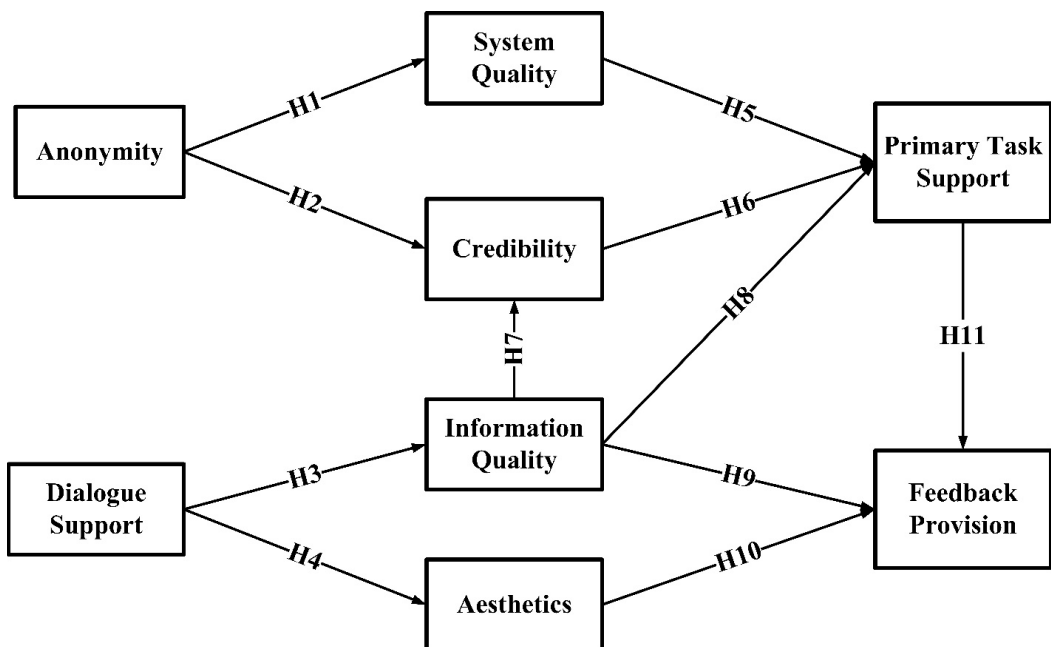 System
Quality
H1
H5
Anonymity
Primary Task
Support
H2
H6
Credibility
H8
H7
H11
Information
Quality
H3
H9
Dialogue
Support
Feedback
Provision
H4
H10
Aesthetics